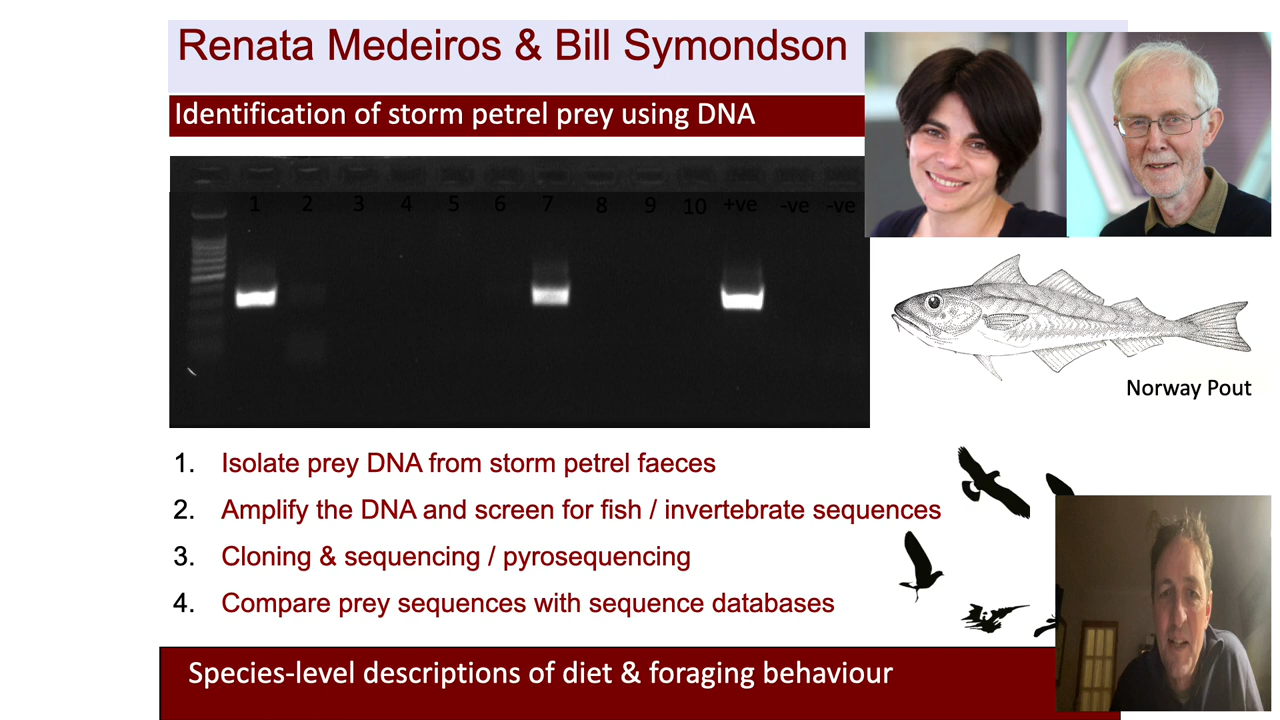 Renata Medeiros & Bill Symondson
Identification of storm petrel prey using DNA
1 2 3 4 5 6 7 8 9 10 +ve -ve -ve
Norway Pout
1. Isolate prey DNA from storm petrel faeces
2. Amplify the DNA and screen for fish / invertebrate sequences
3. Cloning & sequencing / pyrosequencing
4. Compare prey sequences with sequence databases
Species-level descriptions of diet & foraging behaviour